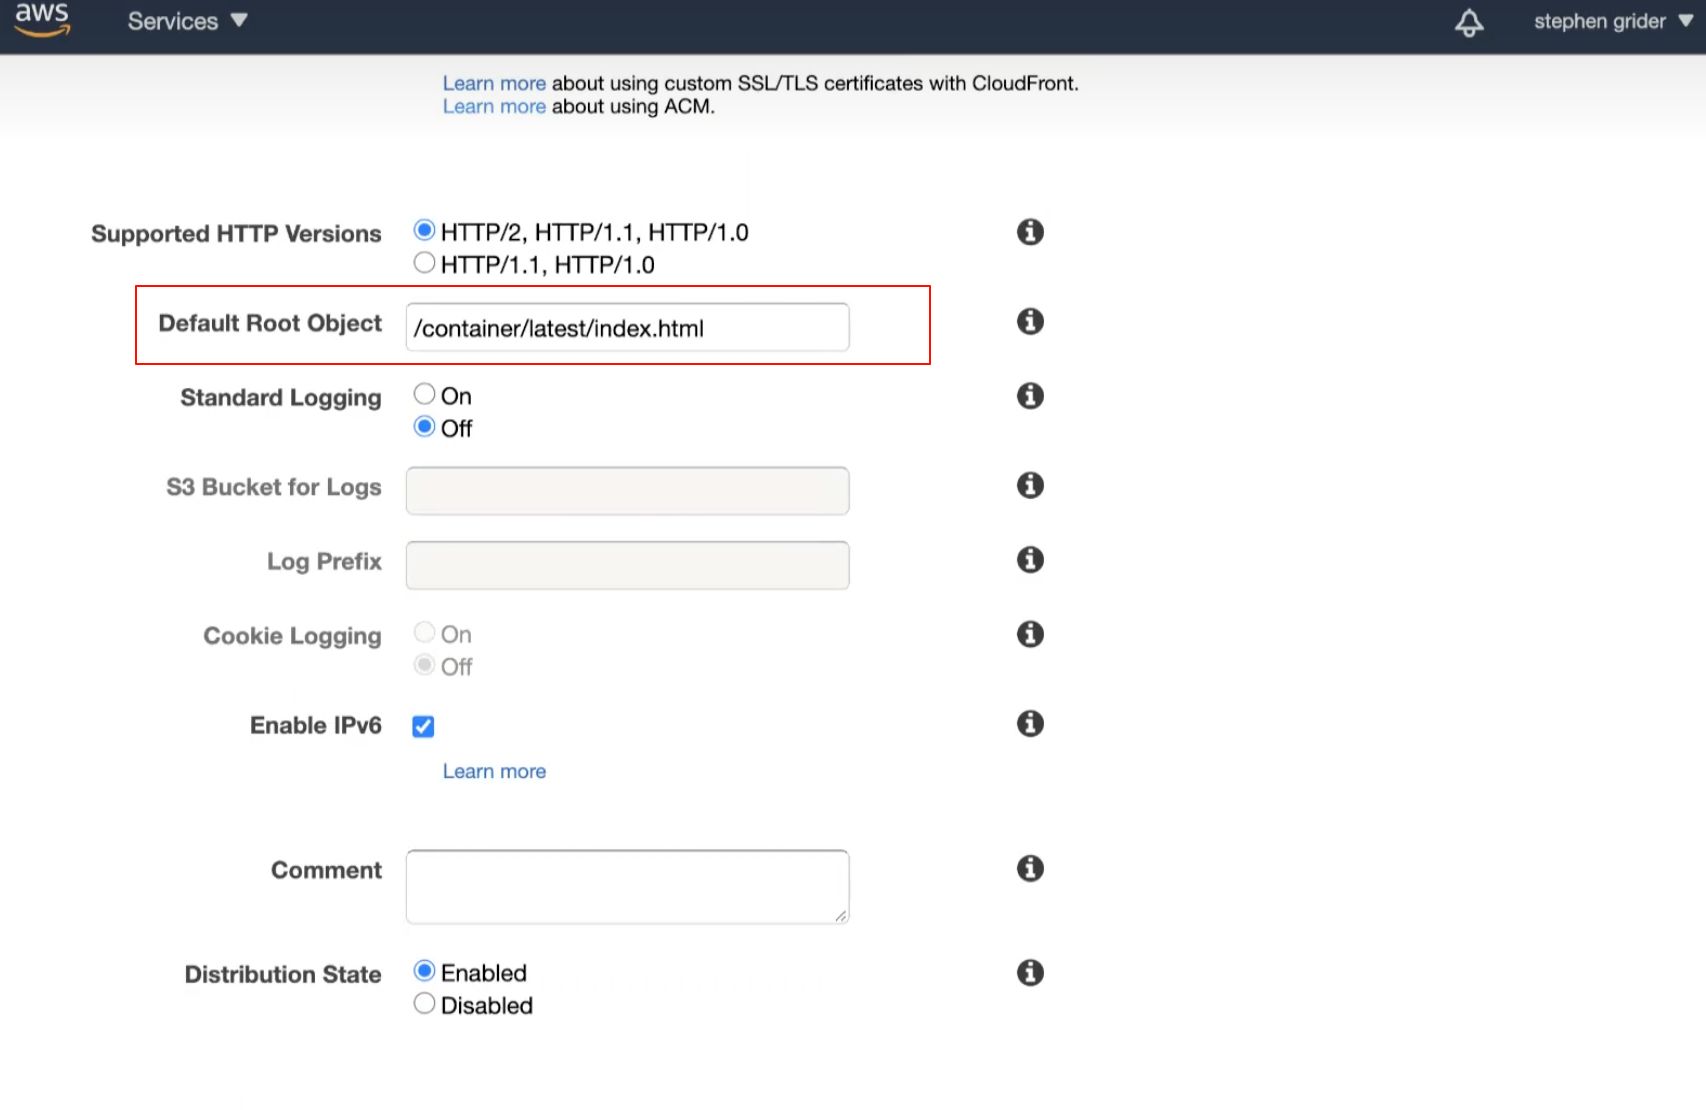 aws Services stephen grider
Learn more about using custom SSL/TLS certificates with CloudFront.
Learn more about using ACM.
Supported HTTP Versions HTTP/2, HTTP/1.1, HTTP/1.0
HTTP/1.1, HTTP/1.0
Default Root Object /container/latest/index.html
Standard Logging On
Off
S3 Bucket for Logs
Log Prefix
Cookie Logging On
Off
Enable IPv6
Learn more
Comment
Distribution State Enabled
Disabled